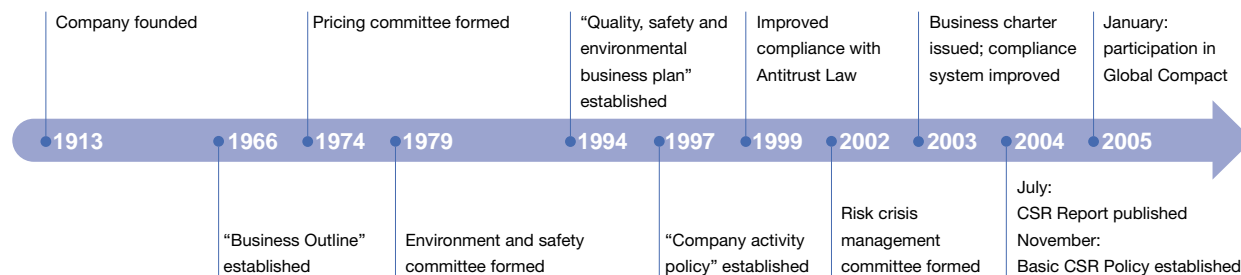 Company founded
Pricing committee formed
“Quality, safety and
environmental
business plan”
established
Improved
compliance with
Antitrust Law
Business charter
issued; compliance
system improved
January:
participation in
Global Compact
1913
1966
1974
1979
1994
1997
1999
2002
2003
2004
2005
“Business Outline”
established
Environment and safety
committee formed
“Company activity
policy” established
Risk crisis
management
committee formed
July:
CSR Report published
November:
Basic CSR Policy established